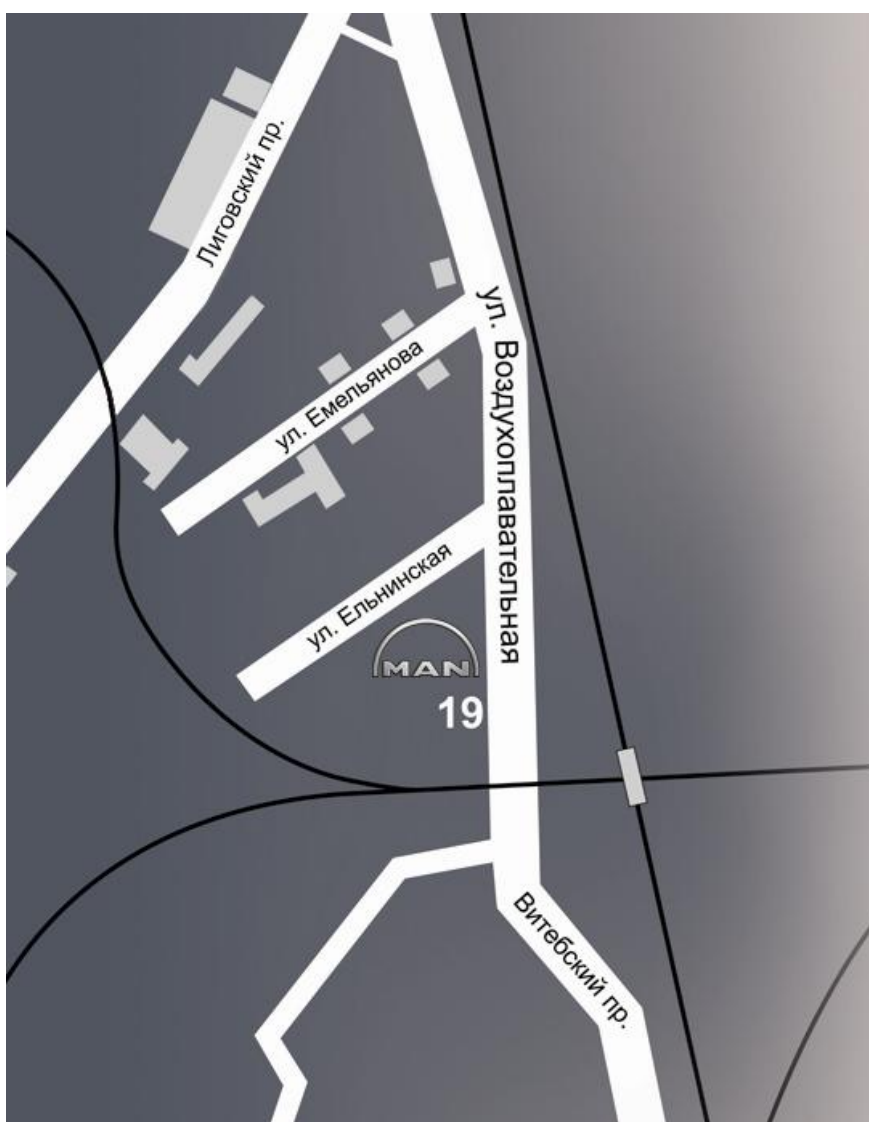 Лиговский пр.
ул. Воздухоплавательная
ул. Емельянова
ул. Ельнинская
MAN
19
Витебский пр.